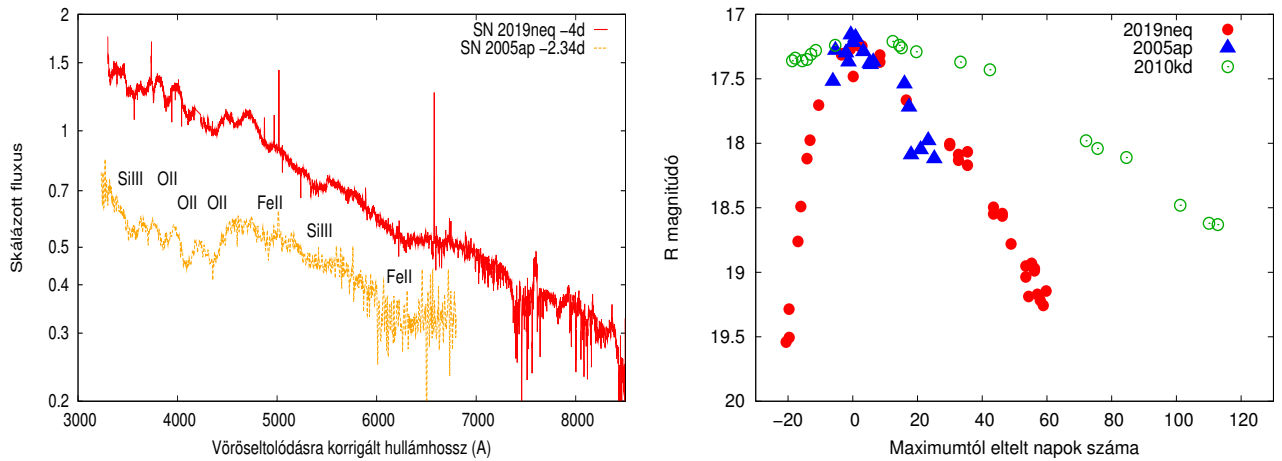 2
1.5
1
0.7
0.5
0.4
0.3
0.2
3000 4000 5000 6000 7000 8000
Skálázott fluxus
Vöröseltolódásra korrigált hullámhossz (A)
SN 2019neq −4d
SN 2005ap −2.34d
SiIII OII
OII OII FeII
SiIII
FeII
17
17.5
18
18.5
19
19.5
20
−20 0 20 40 60 80 100 120
R magnitúdó
Maximumtól eltelt napok száma
2019neq
2005ap
2010kd